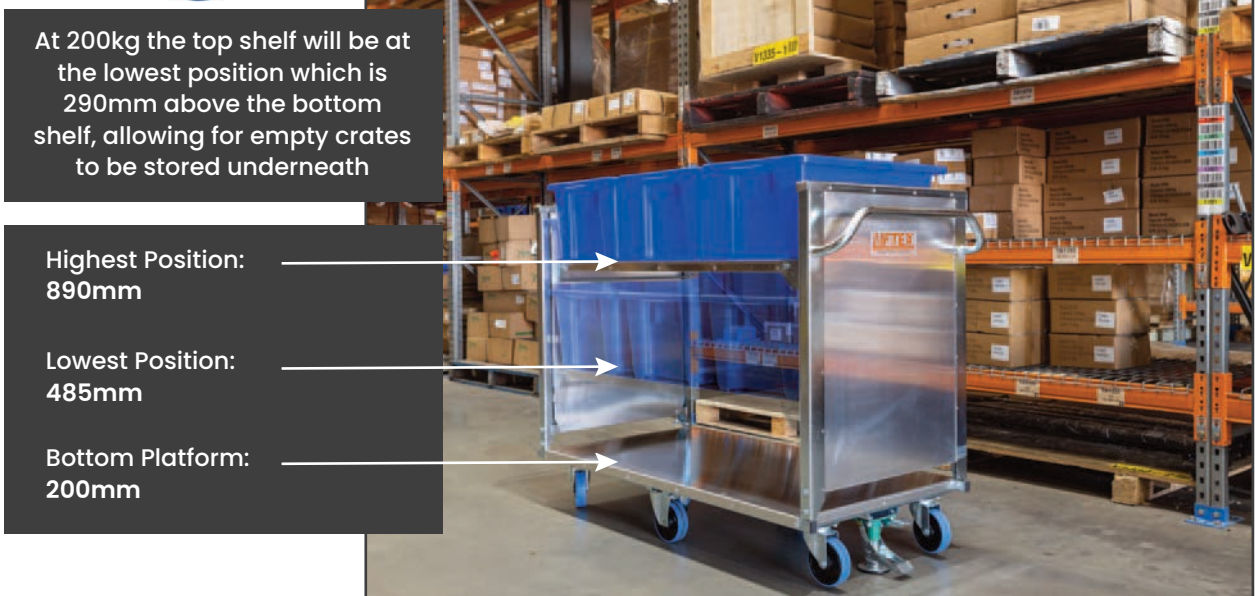 At 200kg the top shelf will be at
the lowest position which is
290mm above the bottom
shelf, allowing for empty crates
to be stored underneath
Highest Position:
890mm
Lowest Position:
485mm
Bottom Platform:
200mm